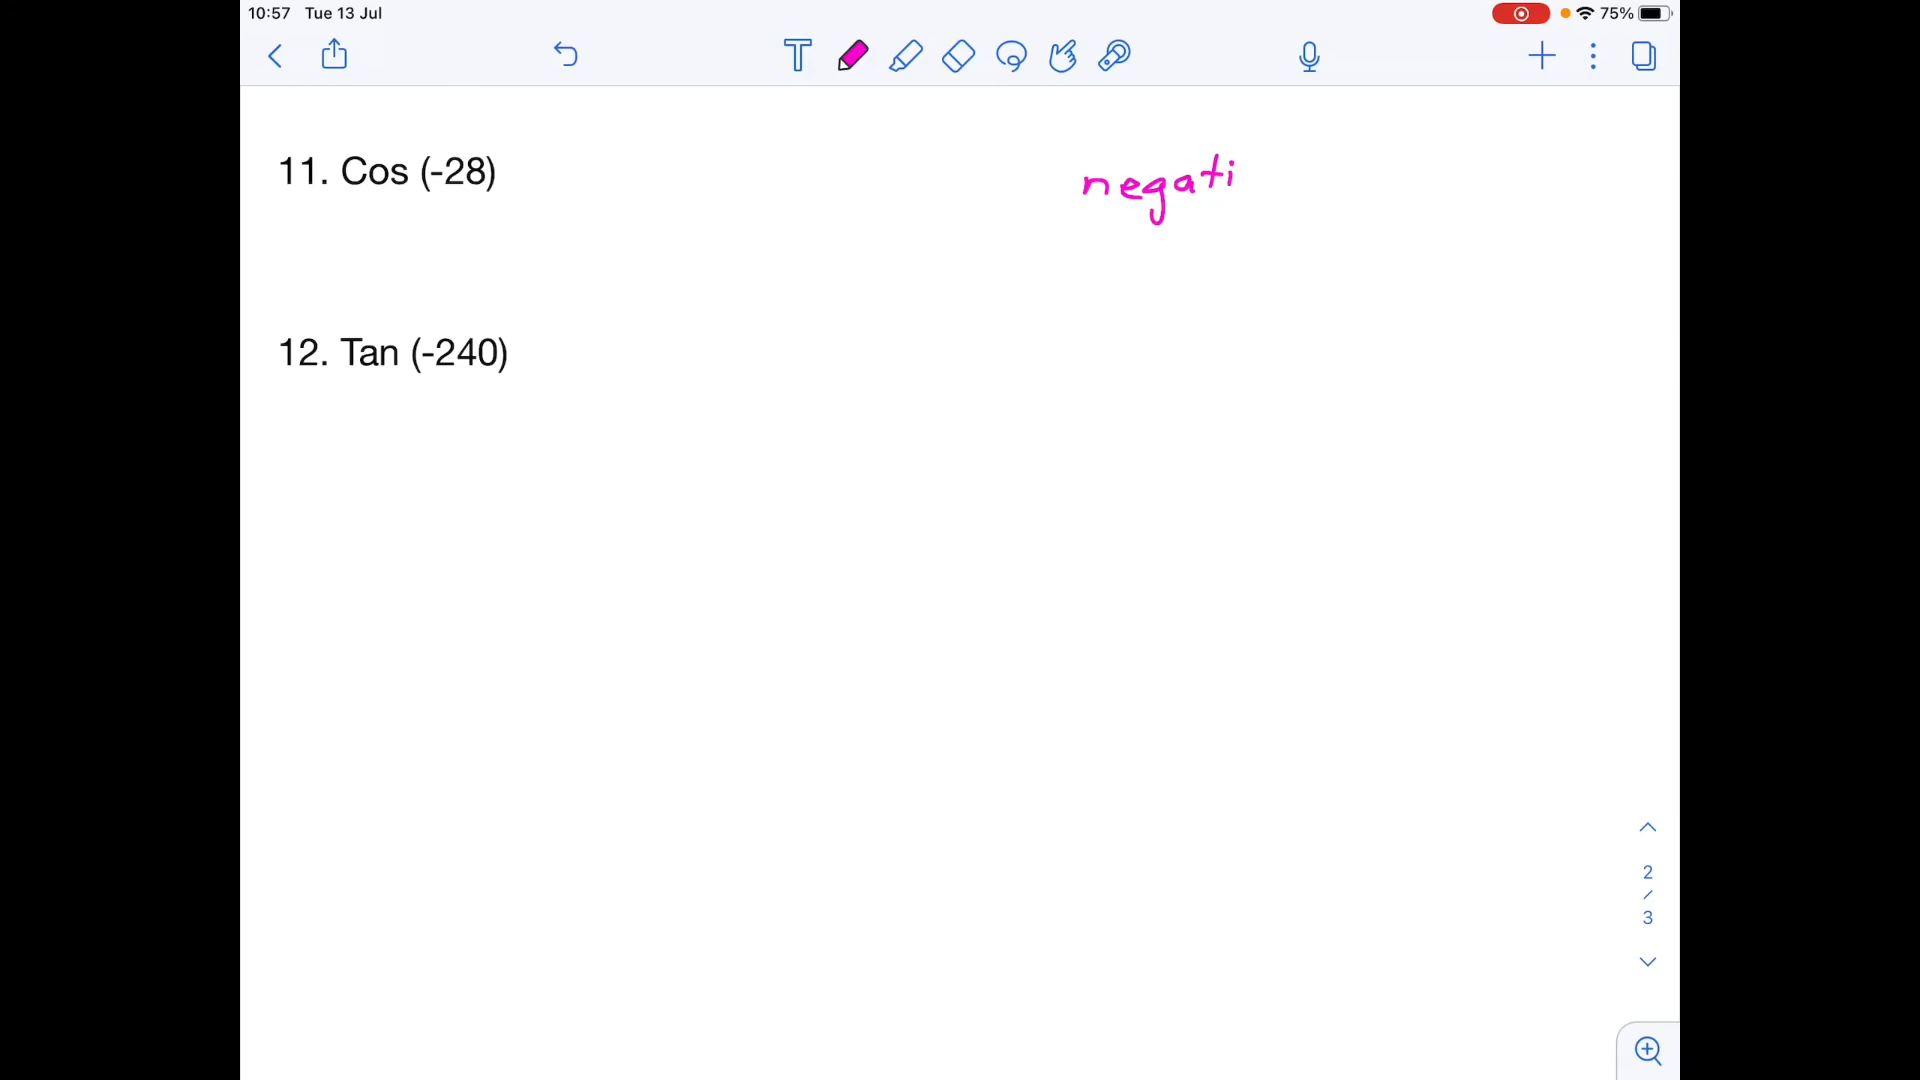 10:57 Tue 13 Jul 75%
T
11. Cos (-28) negati
12. Tan (-240)
2
/
3